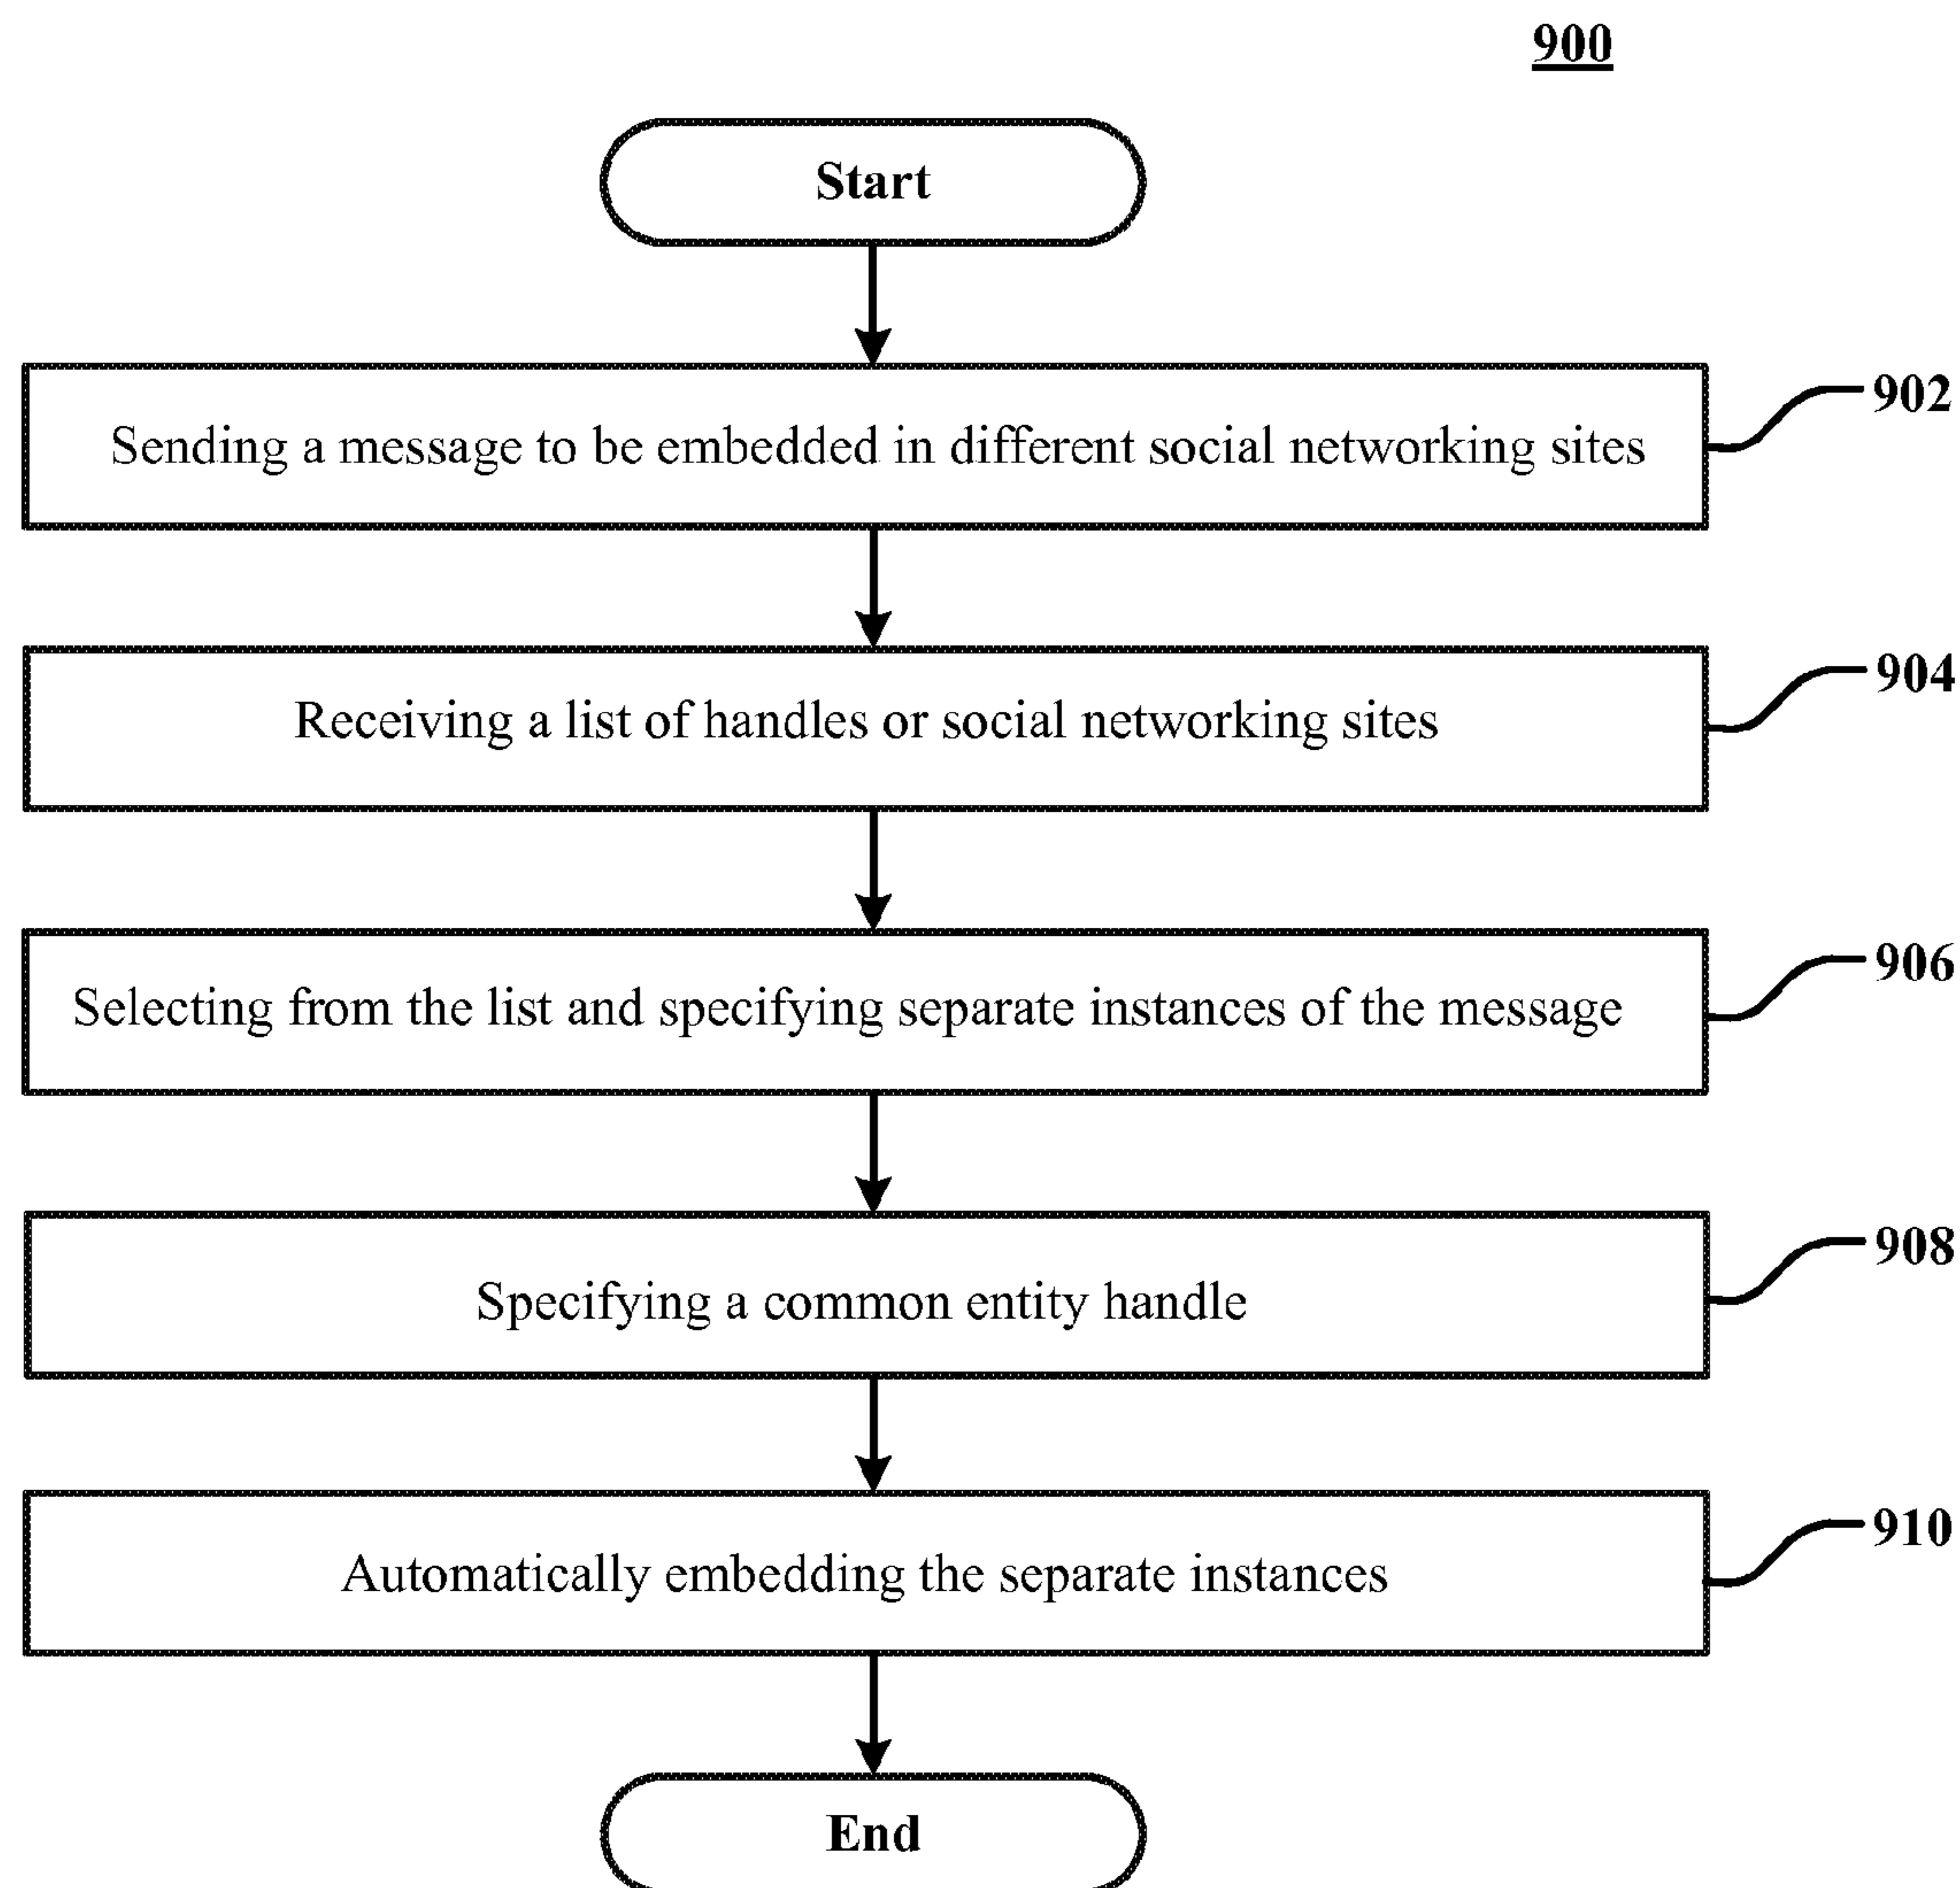 900
Start
Sending a message to be embedded in different social networking sites
902
Receiving a list of handles or social networking sites
904
Selecting from the list and specifying separate instances of the message
906
Specifying a common entity handle
908
Automatically embedding the separate instances
910
End